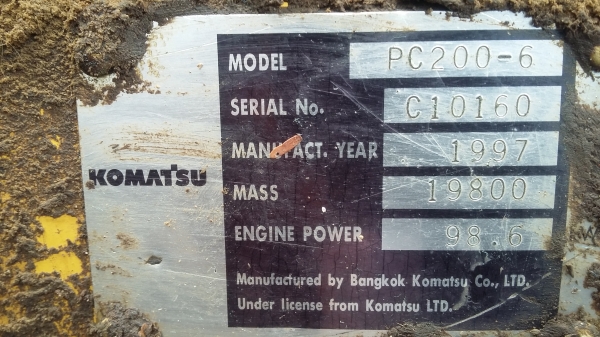 MODEL PC200-6
SERIAL No. C10160
MANUFACT. YEAR 1997
KOMATSU
MASS 19800
ENGINE POWER 98.6
Manufactured by Bangkok Komatsu Co., LTD.
Under license from Komatsu LTD.